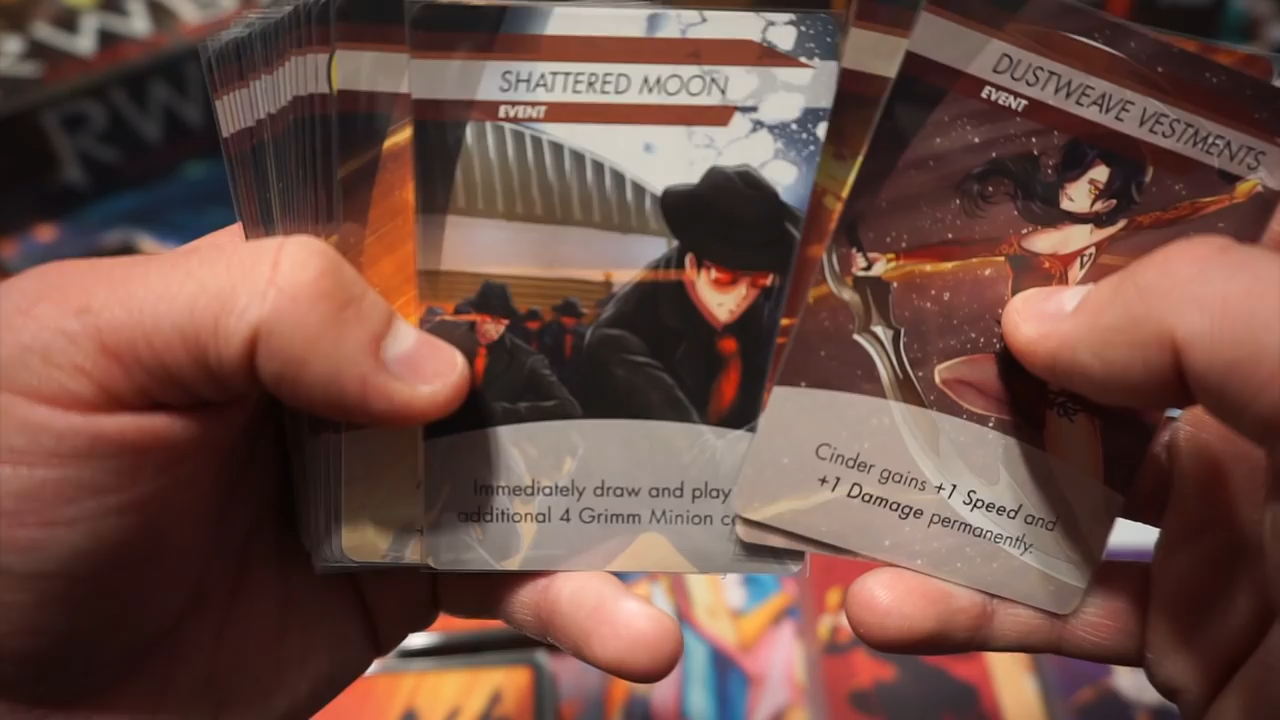 RW
SHATTERED MOON
EVENT
Immediately draw and play
additional 4 Grimm Minion
DUSTWEAVE VESTMENTS
EVENT
Cinder gains +1 Speed and
+1 Damage permanently.